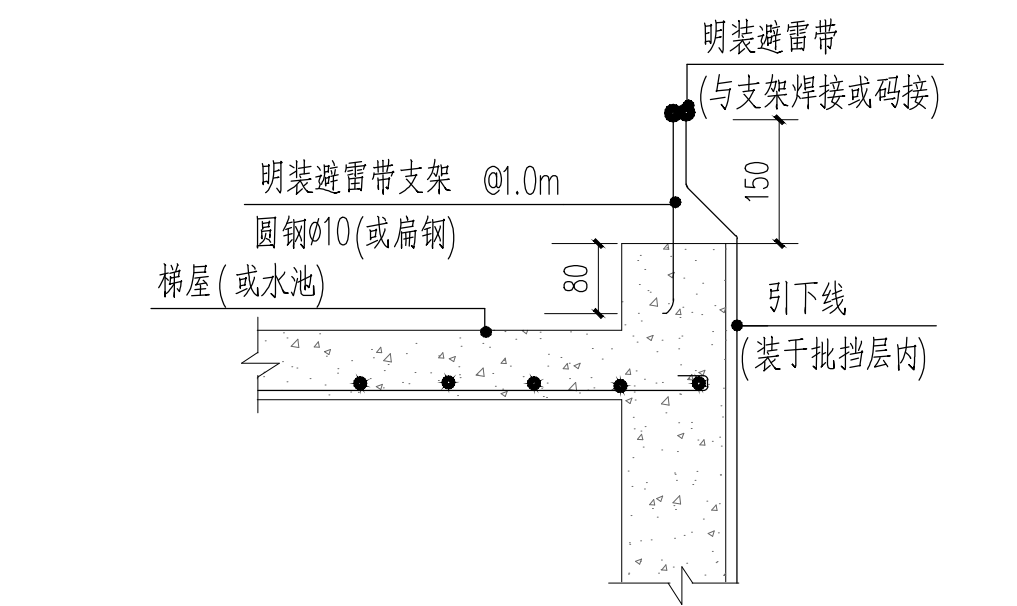 明装避雷带
(与支架焊接或码接)
明装避雷带支架 @1.0m
圆钢ø10(或扁钢)
150
80
梯屋(或水池)
引下线
(装于批挡层内)